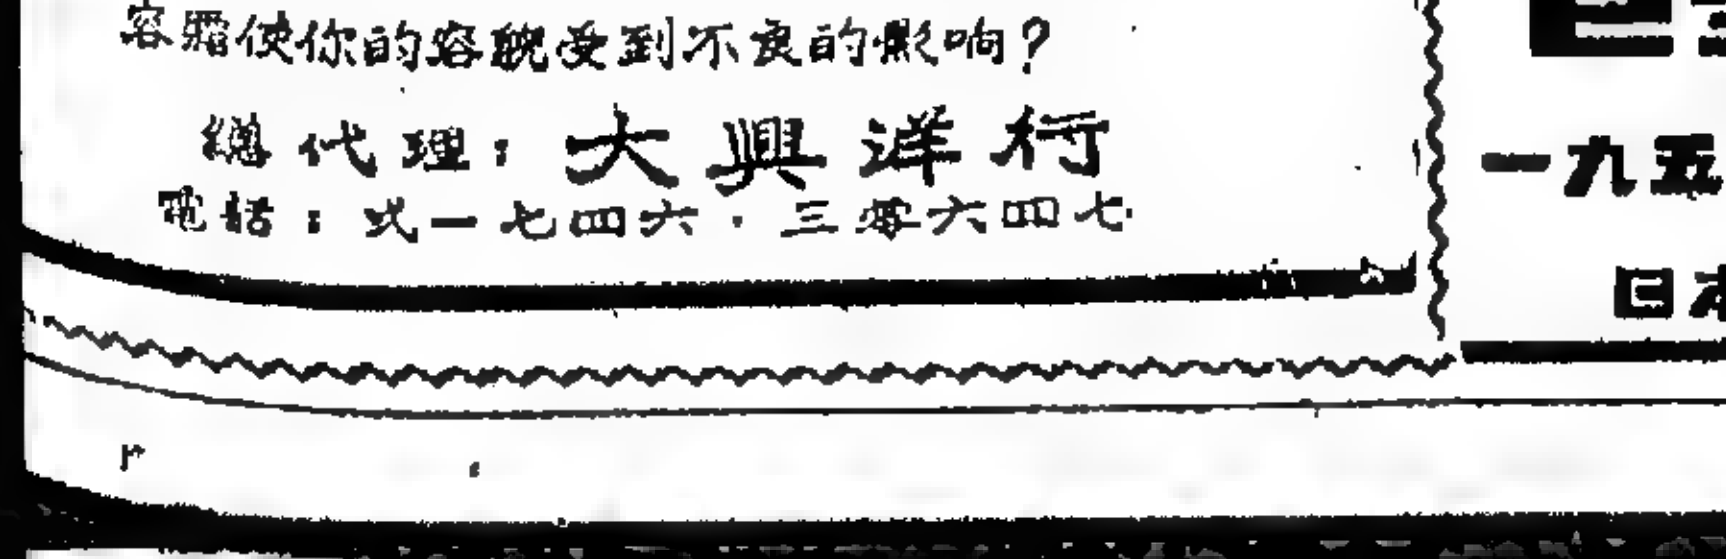 容霜使你的容貌受到不良的影响?
總代理:大興洋行
電話:弍一七四六·三零六四七
一九五
日本